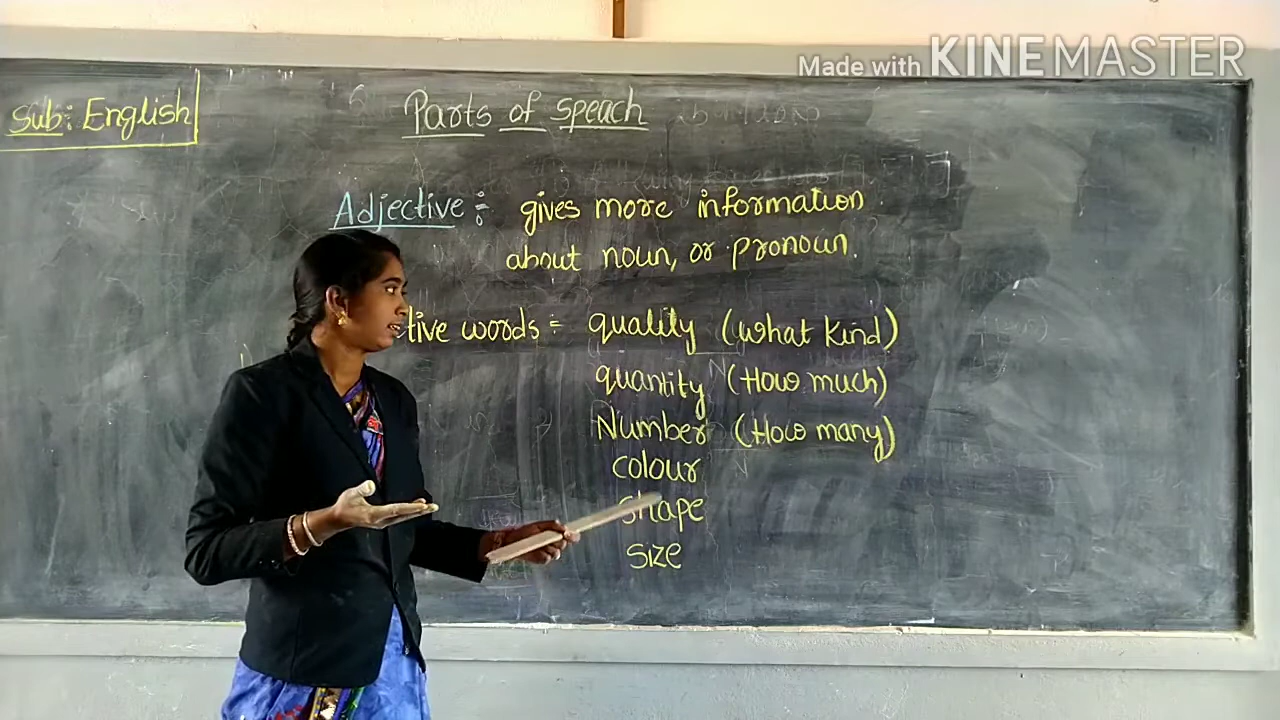 Made with KINEMASTER
Sub: English
Parts of Speach
Adjective : gives more information
about noun, or pronoun.
tive words = quality (what kind)
quantity (How much)
Number (How many)
colour
shape
size